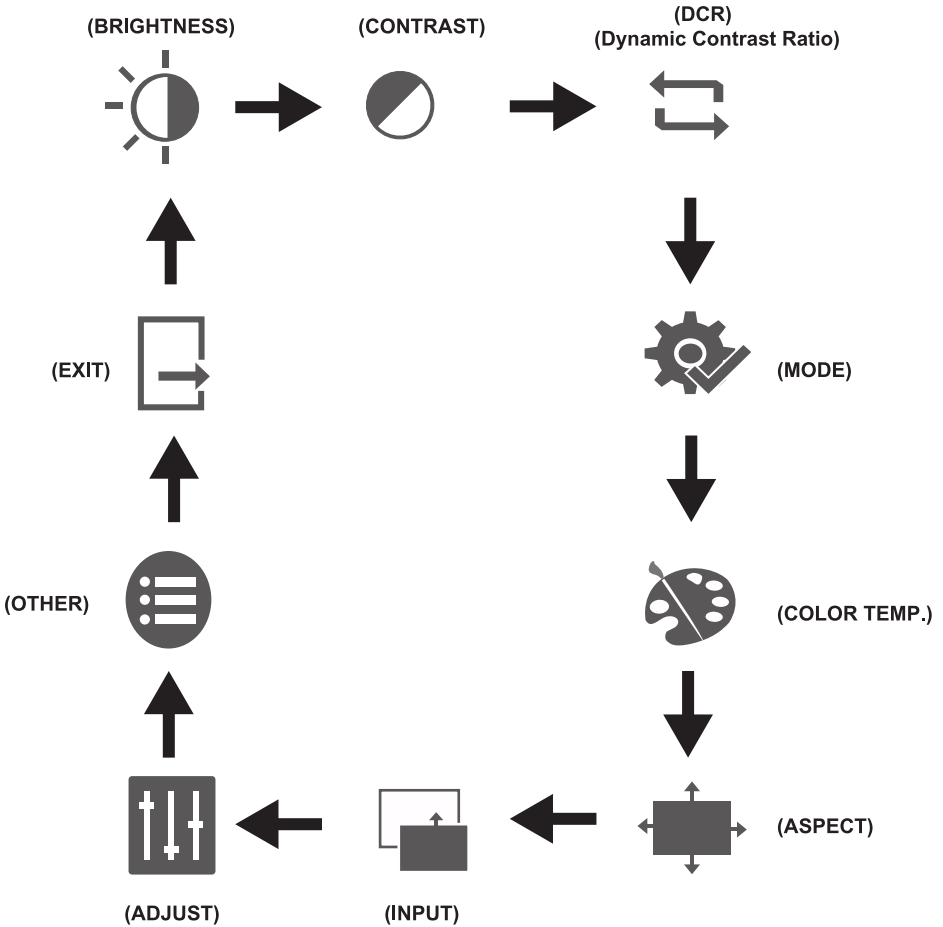 (BRIGHTNESS)
(CONTRAST)
(DCR)
(Dynamic Contrast Ratio)
(EXIT)
(MODE)
(OTHER)
(COLOR TEMP.)
(ASPECT)
(ADJUST)
(INPUT)